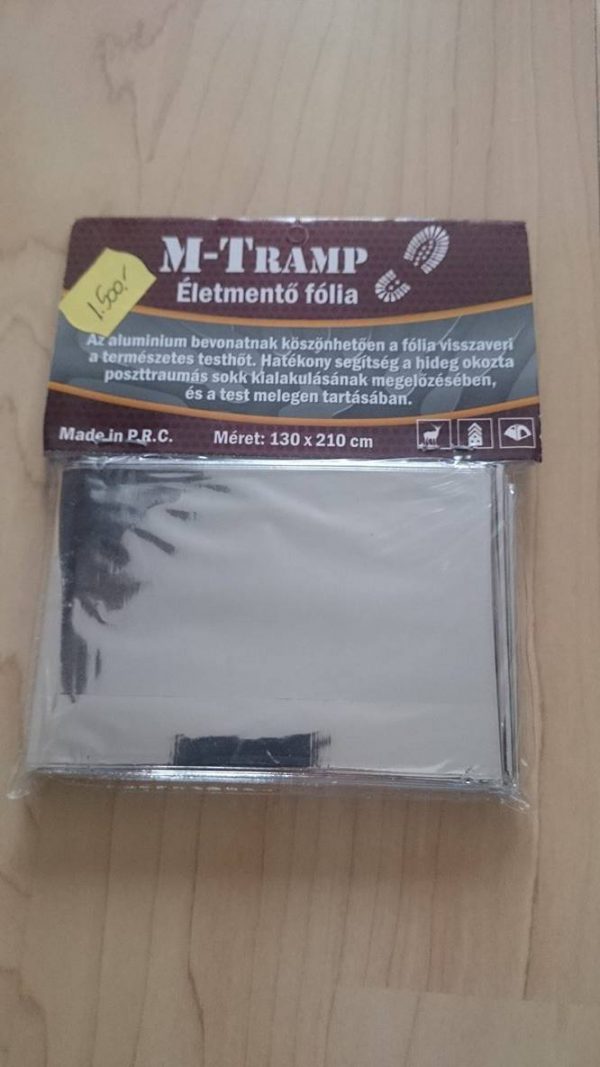 M-TRAMP
Életmentő fólia
1.500,-
Az aluminium bevonatnak köszönhetően a fólia visszaveri
a természetes testhőt. Hatékony segítség a hideg okozta
poszttraumás sokk kialakulásának megelőzésében,
és a test melegen tartásában.
Made in P.R.C.
Méret: 130 x 210 cm